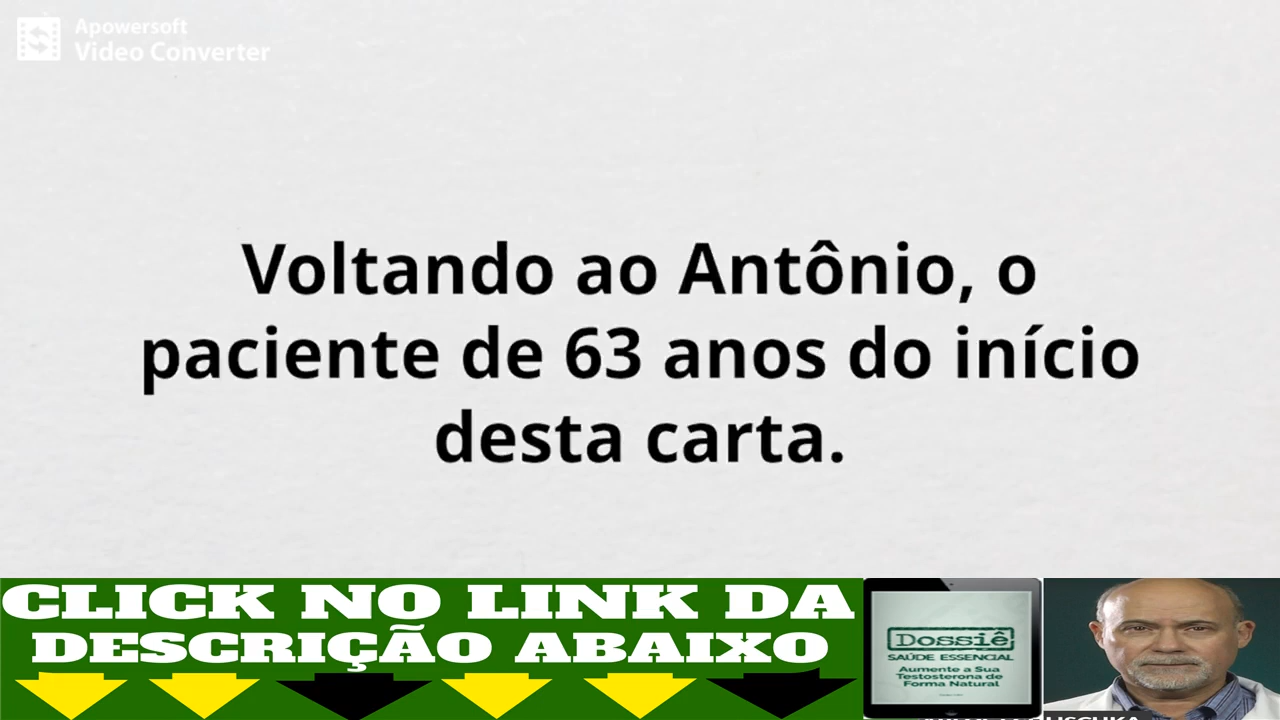 Apowersoft
Video Converter
Voltando ao Antônio, o
paciente de 63 anos do início
desta carta.
CLICK NO LINK DA
DESCRIÇÃO ABAIXO
Dossiê
SAÚDE ESSENCIAL
Aumente a Sua
Testosterona de
Forma Natural